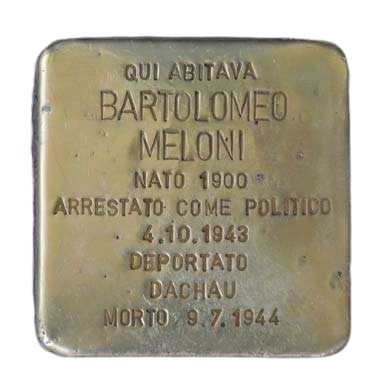 QUI ABITAVA
BARTOLOMEO
MELONI
NATO 1900
ARRESTATO COME POLITICO
4.10.1943
DEPORTATO
DACHAU
MORTO 9.7.1944